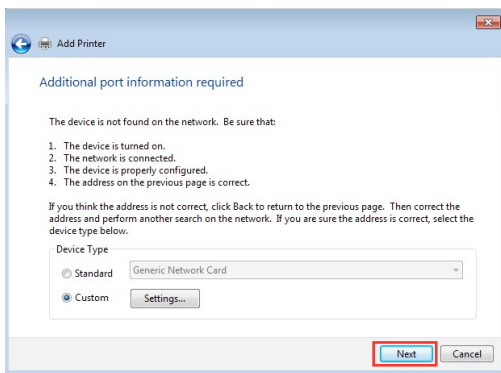 Add Printer
Additional port information required
The device is not found on the network. Be sure that:
1. The device is turned on.
2. The network is connected.
3. The device is properly configured.
4. The address on the previous page is correct.
If you think the address is not correct, click Back to return to the previous page. Then correct the
address and perform another search on the network. If you are sure the address is correct, select the
device type below.
Device Type
Standard Generic Network Card
Custom Settings...
Next Cancel